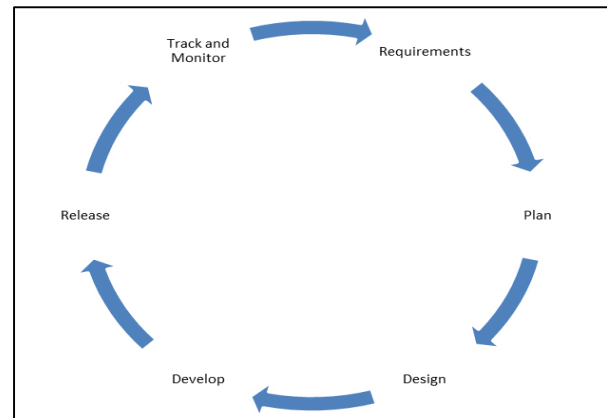 Track and
Monitor
Requirements
Release
Plan
Develop
Design